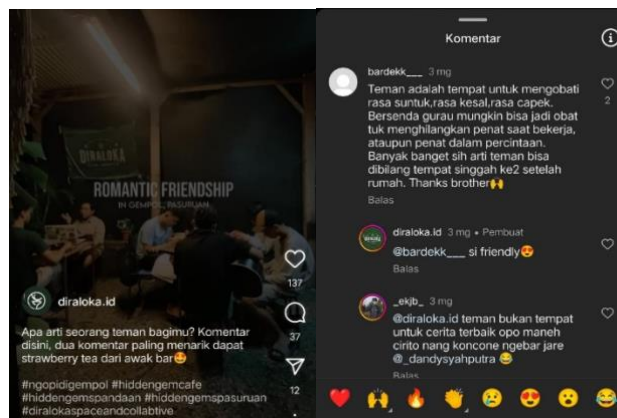 DIRALOKA
ROMANTIC FRIENDSHIP
IN GEMPOL, PASURUAN
137
37
12
diraloka.id
Apa arti seorang teman bagimu? Komentar
disini, dua komentar paling menarik dapat
strawberry tea dari awak bar🤩
#ngopidigempol #hiddengemcafe
#hiddengemspandaan #hiddengemspasuruan
#diralokaspaceandcollabtive
Komentar
bardekk___ 3 mg
Teman adalah tempat untuk mengobati
rasa suntuk,rasa kesal,rasa capek.
Bersenda gurau mungkin bisa jadi obat
tuk menghilangkan penat saat bekerja,
ataupun penat dalam percintaan.
Banyak banget sih arti teman bisa
dibilang tempat singgah ke2 setelah
rumah. Thanks brother🙌
Balas
2
diraloka.id 3 mg • Pembuat
@bardekk___ si friendly😍
Balas
_ekjb_ 3 mg
@diraloka.id teman bukan tempat
untuk cerita terbaik opo maneh
cirito nang koncone ngebar jare
@_dandysyahputra 😂
Balas